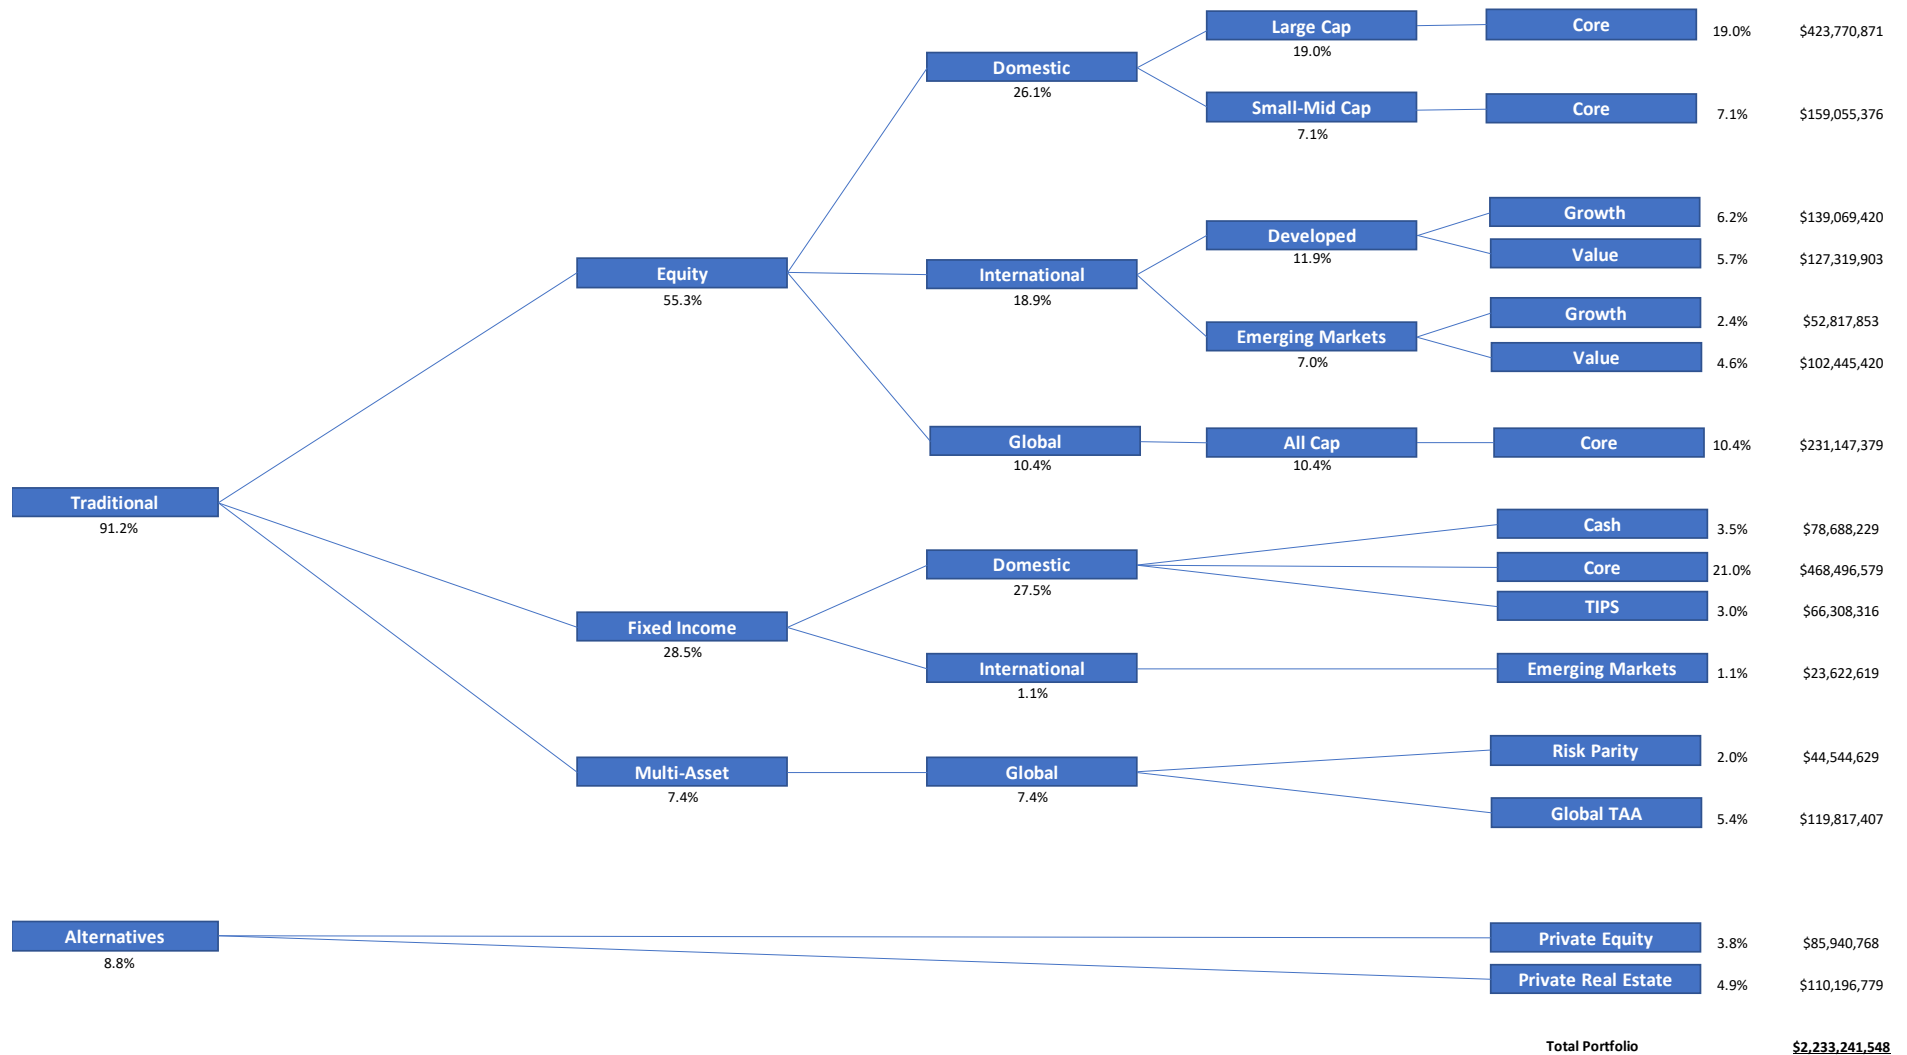 Large Cap
19.0%
Core
19.0%
$423,770,871
Domestic
26.1%
Small-Mid Cap
7.1%
Core
7.1%
$159,055,376
Growth
6.2%
$139,069,420
Developed
11.9%
Value
5.7%
$127,319,903
Equity
55.3%
International
18.9%
Growth
2.4%
$52,817,853
Emerging Markets
7.0%
Value
4.6%
$102,445,420
Global
10.4%
All Cap
10.4%
Core
10.4%
$231,147,379
Traditional
91.2%
Cash
3.5%
$78,688,229
Domestic
27.5%
Core
21.0%
$468,496,579
TIPS
3.0%
$66,308,316
Fixed Income
28.5%
International
1.1%
Emerging Markets
1.1%
$23,622,619
Risk Parity
2.0%
$44,544,629
Multi-Asset
7.4%
Global
7.4%
Global TAA
5.4%
$119,817,407
Alternatives
8.8%
Private Equity
3.8%
$85,940,768
Private Real Estate
4.9%
$110,196,779
Total Portfolio
$2,233,241,548